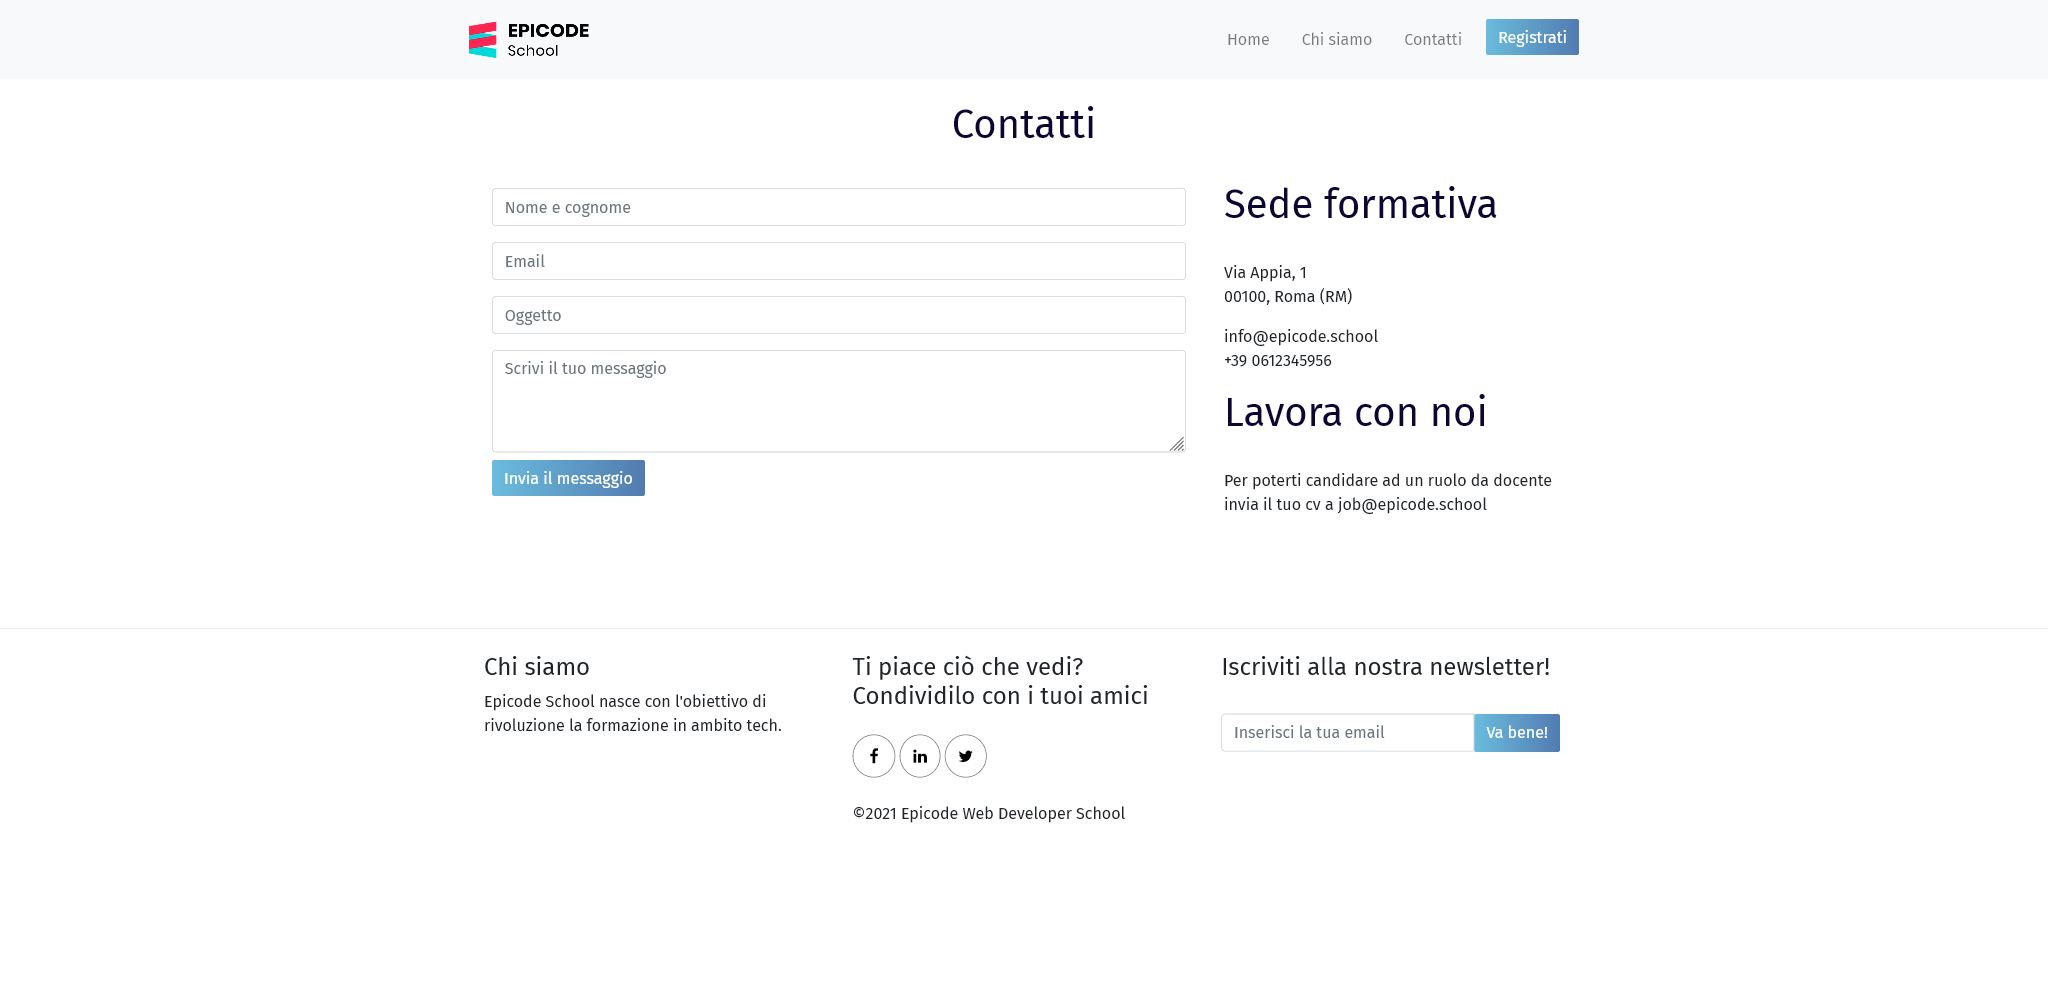 EPICODE
School
Home
Chi siamo
Contatti
Registrati
Contatti
Nome e cognome
Email
Oggetto
Scrivi il tuo messaggio
Invia il messaggio
Sede formativa
Via Appia, 1
00100, Roma (RM)
info@epicode.school
+39 0612345956
Lavora con noi
Per poterti candidare ad un ruolo da docente
invia il tuo cv a job@epicode.school
Chi siamo
Epicode School nasce con l'obiettivo di
rivoluzione la formazione in ambito tech.
Ti piace ciò che vedi?
Condividilo con i tuoi amici
©2021 Epicode Web Developer School
Iscriviti alla nostra newsletter!
Inserisci la tua email
Va bene!